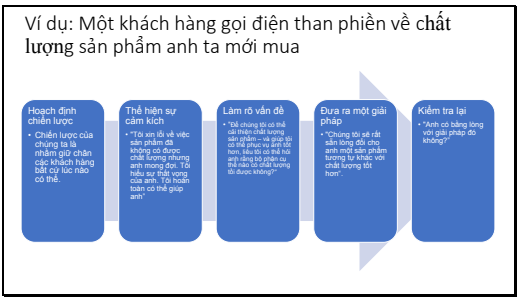 Ví dụ: Một khách hàng gọi điện than phiền về chất
lượng sản phẩm anh ta mới mua
Hoạch định
chiến lược
• Chiến lược của
chúng ta là
nhằm giữ chân
các khách hàng
bất cứ lúc nào
có thể.
Thể hiện sự
cảm kích
• "Tôi xin lỗi về việc
sản phẩm đã
không có được
chất lượng nhưng
anh mong đợi. Tôi
hiểu sự thất vọng
của anh. Tôi hoàn
toàn có thể giúp
anh"
Làm rõ vấn đề
• "Để chúng tôi có thể
cải thiện chất lượng
sản phẩm – và giúp tôi
có thể phục vụ anh tốt
hơn, liệu tôi có thể hỏi
anh rằng bộ phận cụ
thể nào có chất lượng
tồi được không?"
Đưa ra một giải
pháp
• "Chúng tôi sẽ rất
sẵn lòng đổi cho
anh một sản phẩm
tương tự khác với
chất lượng tốt
hơn".
Kiểm tra lại
• "Anh có bằng lòng
với giải pháp đó
không?"